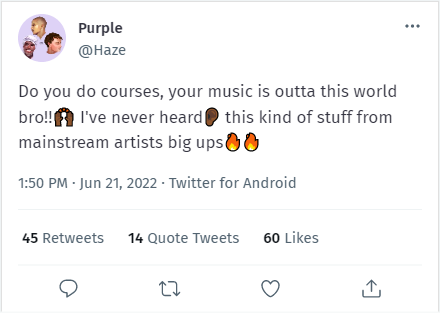 Purple
@Haze
Do you do courses, your music is outta this world
bro!!🙌🏿 I've never heard👂🏿 this kind of stuff from
mainstream artists big ups🔥🔥
1:50 PM · Jun 21, 2022 · Twitter for Android
45 Retweets 14 Quote Tweets 60 Likes